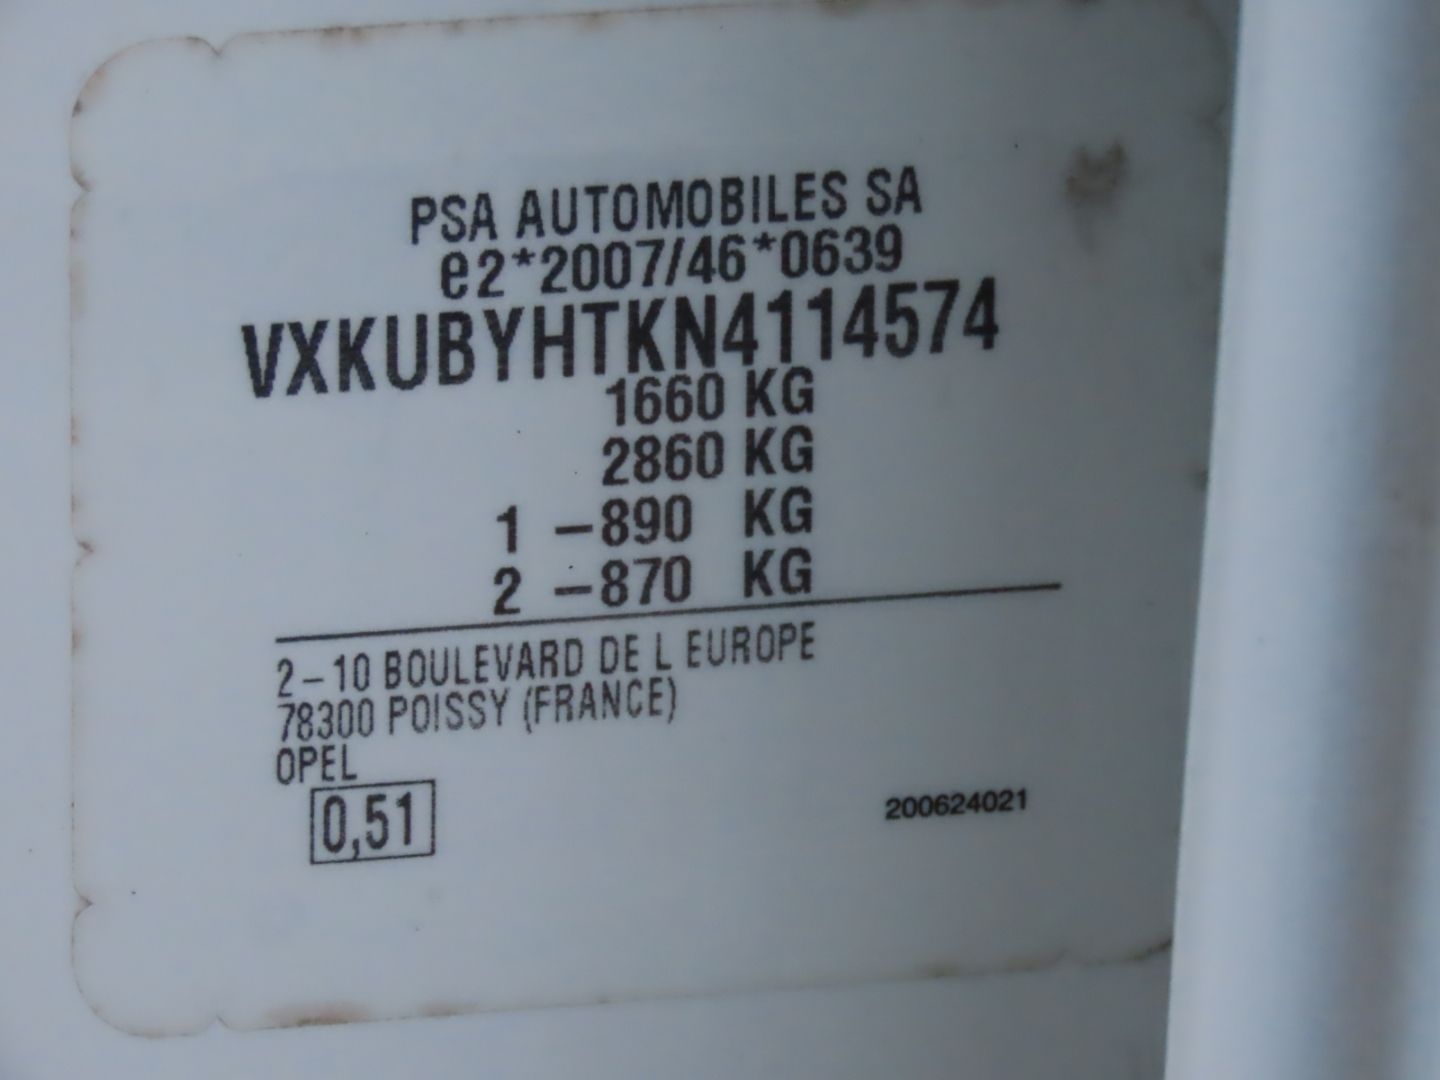 PSA AUTOMOBILES SA
e2*2007/46*0639
VXKUBYHTKN4114574
1660 KG
2860 KG
1 -890 KG
2 -870 KG
2-10 BOULEVARD DE L EUROPE
78300 POISSY (FRANCE)
OPEL
0,51
200624021